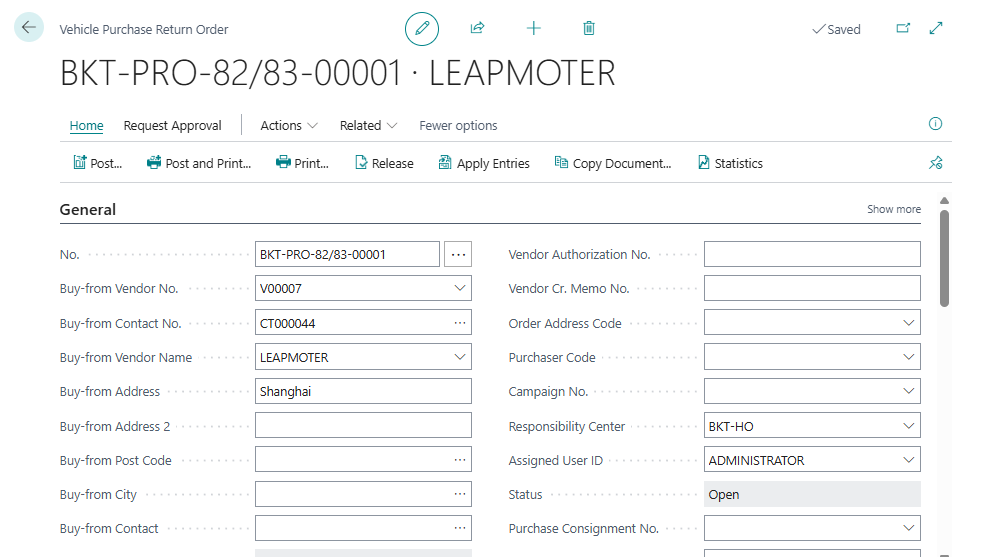 Vehicle Purchase Return Order
Saved
BKT-PRO-82/83-00001 · LEAPMOTER
Home Request Approval Actions Related Fewer options
Post... Post and Print... Print... Release Apply Entries Copy Document... Statistics
General Show more
No. BKT-PRO-82/83-00001
Buy-from Vendor No. V00007
Buy-from Contact No. CT000044
Buy-from Vendor Name LEAPMOTER
Buy-from Address Shanghai
Buy-from Address 2
Buy-from Post Code
Buy-from City
Buy-from Contact
Vendor Authorization No.
Vendor Cr. Memo No.
Order Address Code
Purchaser Code
Campaign No.
Responsibility Center BKT-HO
Assigned User ID ADMINISTRATOR
Status Open
Purchase Consignment No.